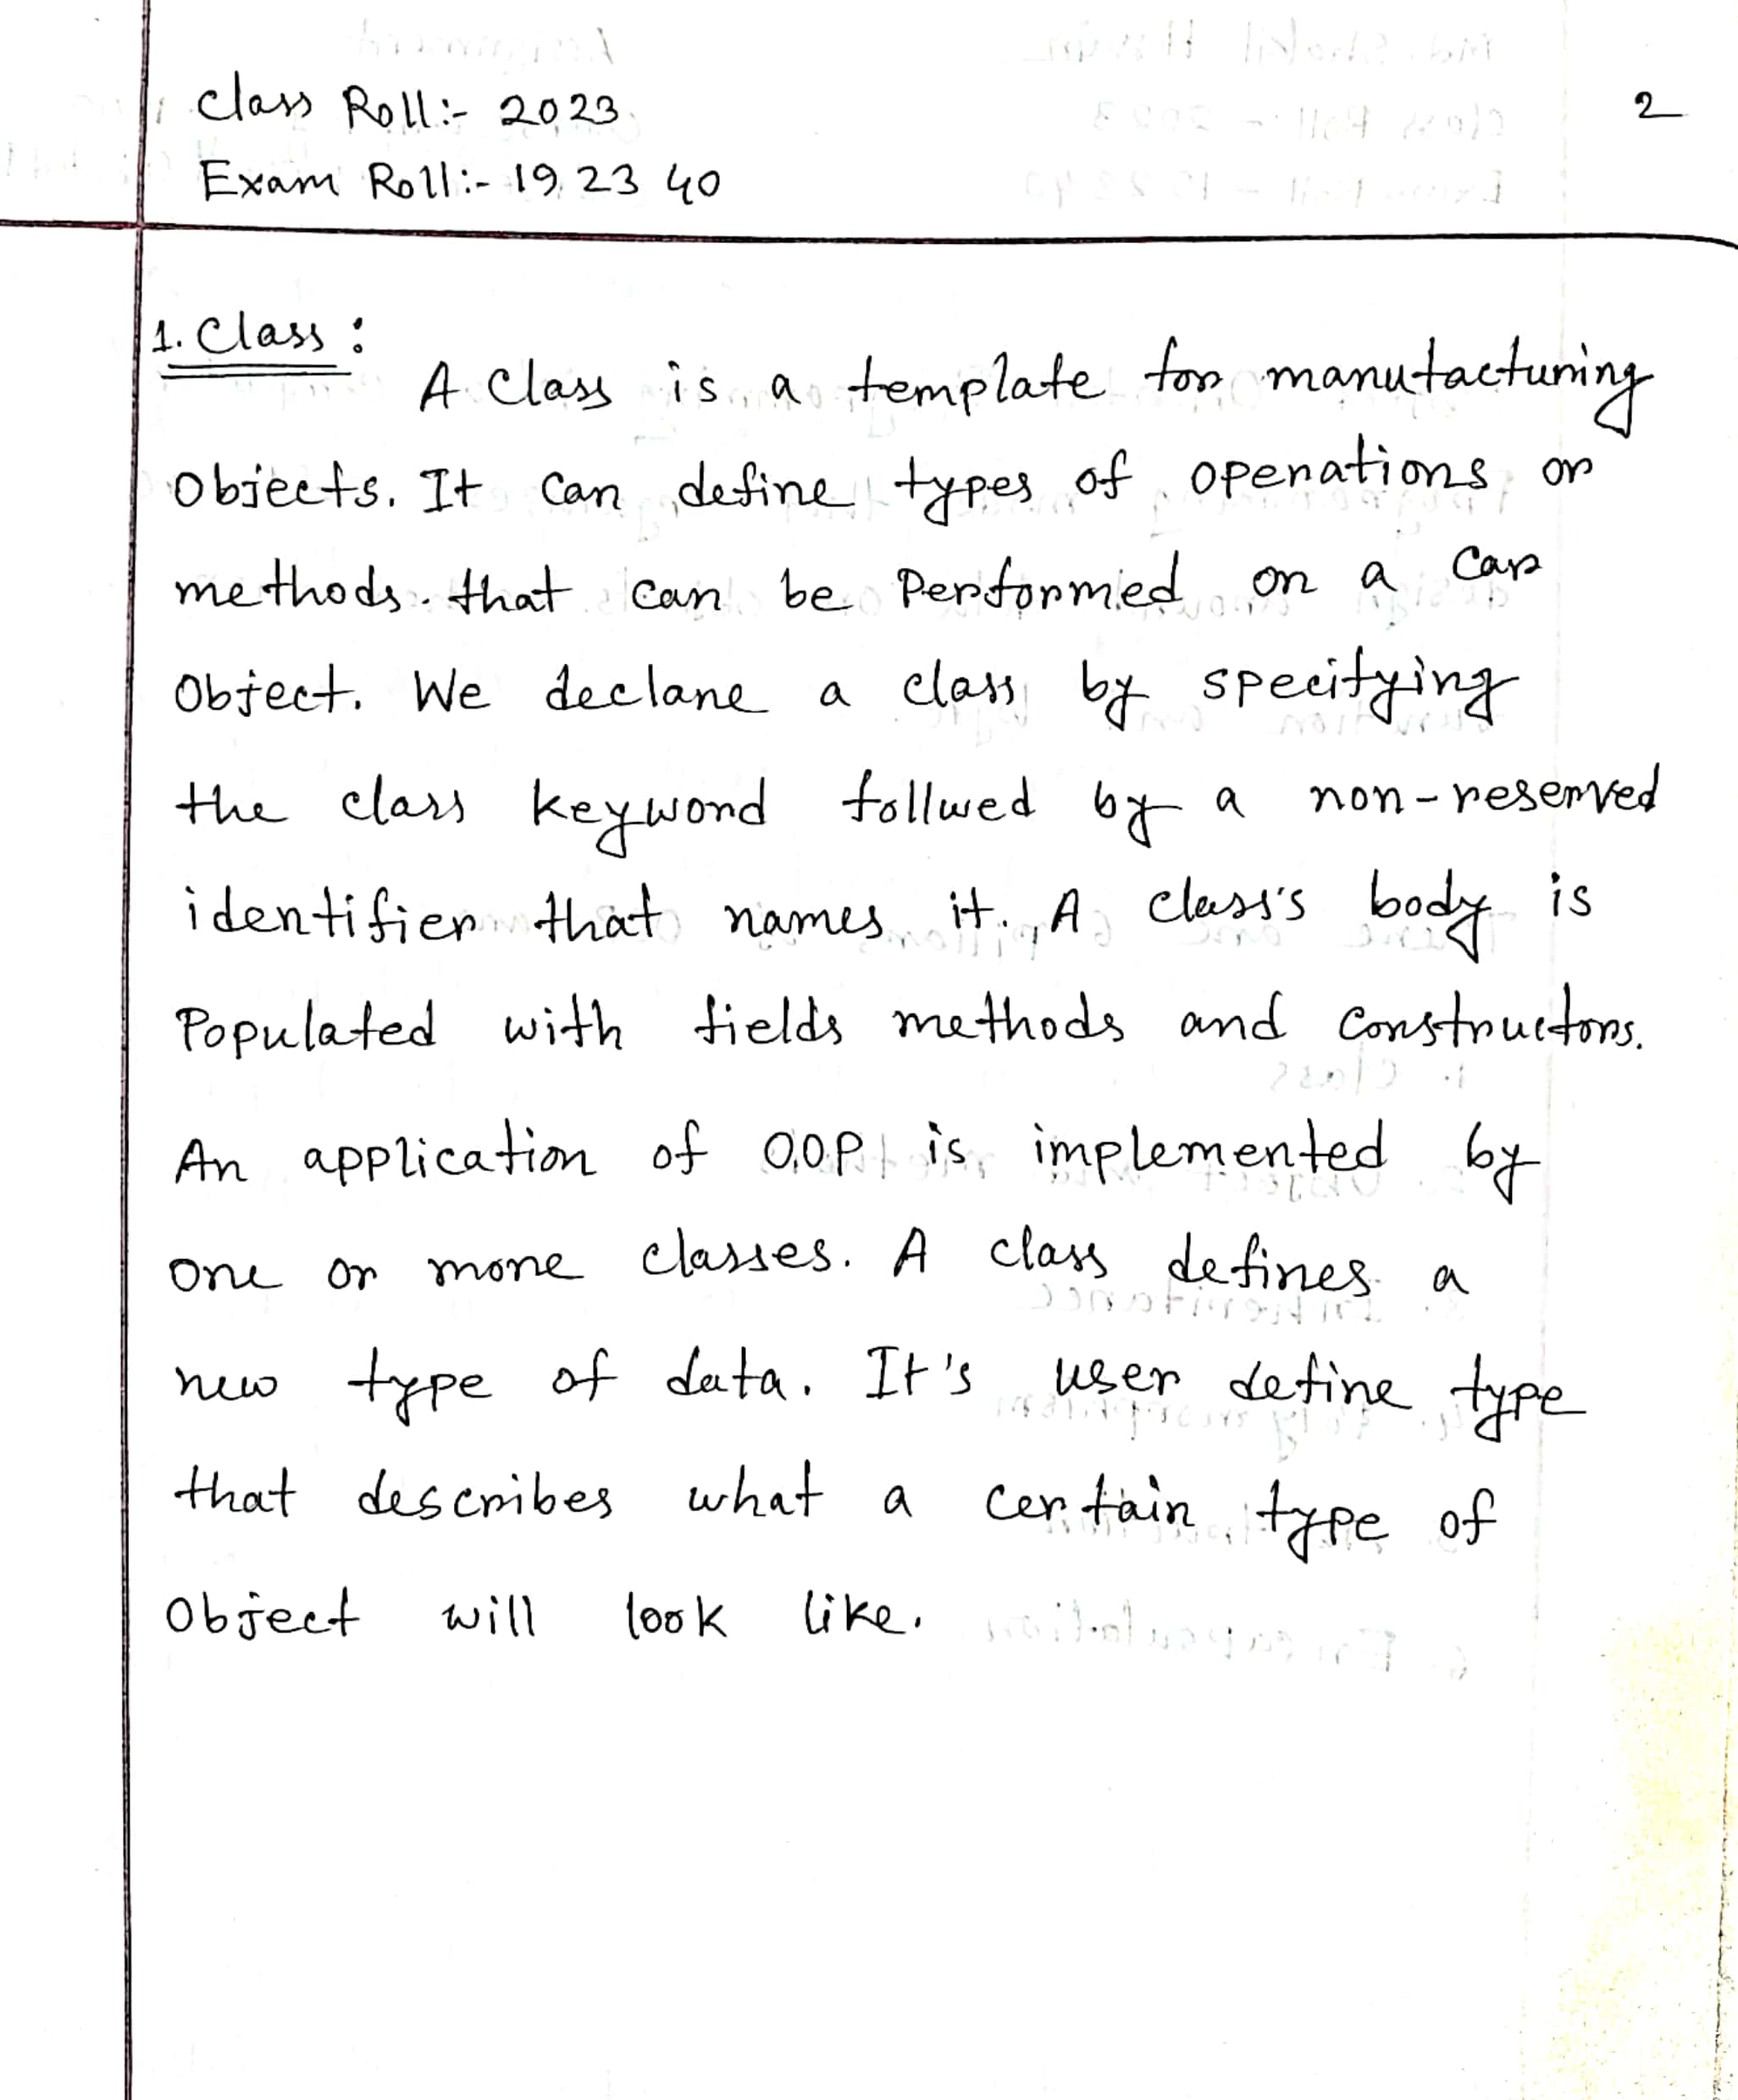 Class Roll:- 2023
2
Exam Roll:- 192340
1. Class:
A Class is a template for manufacturing
Objects. It can define types of operations or
methods. that can be Performed on a car
Object. We declare a class by specifying
the class keyword follwed by a non-reserved
identifier that names it. A class's body is
Populated with fields methods and constructors.
An application of OOP is implemented by
one or more classes. A class defines a
new type of data. It's user define type
that describes what a certain type of
Object will look like.